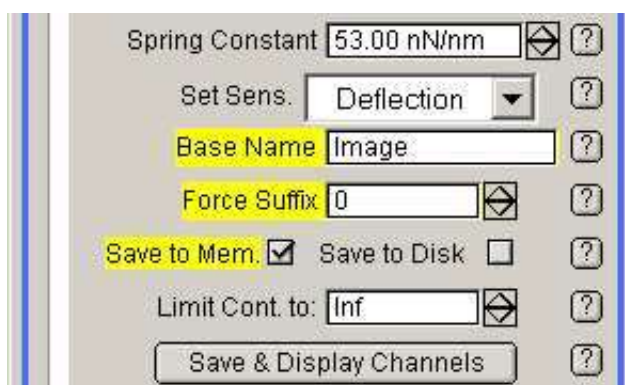 Spring Constant 53.00 nN/nm ?
Set Sens. Deflection ?
Base Name Image ?
Force Suffix 0 ?
Save to Mem. Save to Disk ?
Limit Cont. to: Inf ?
Save & Display Channels ?